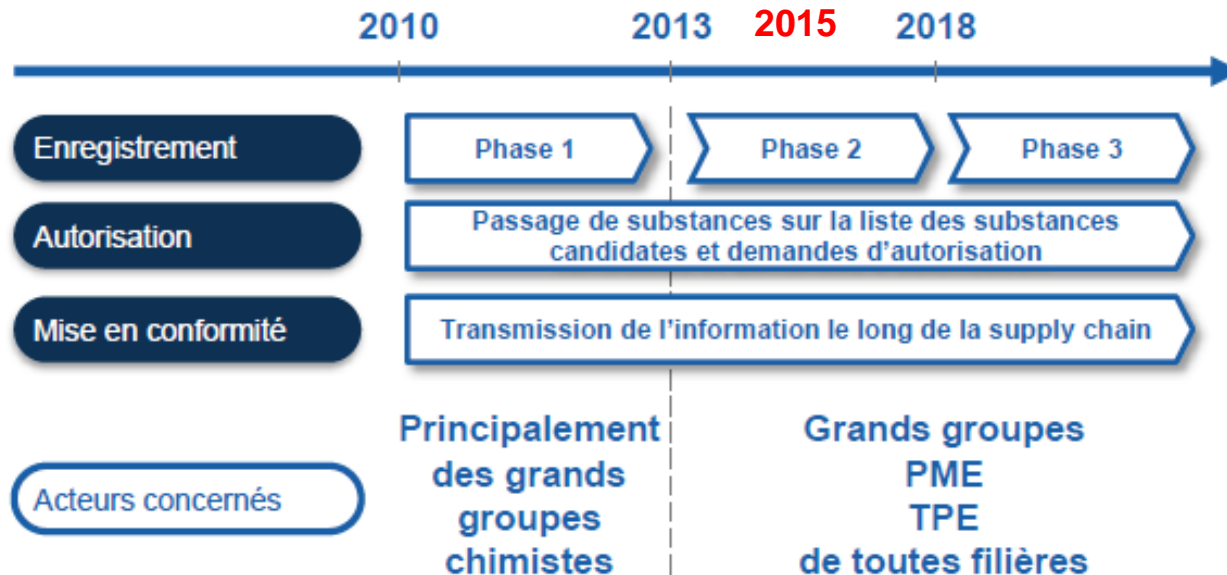 2010 2013 2015 2018
Enregistrement
Phase 1 Phase 2 Phase 3
Autorisation
Passage de substances sur la liste des substances
candidates et demandes d'autorisation
Mise en conformité
Transmission de l'information le long de la supply chain
Acteurs concernés
Principalement
des grands
groupes
chimistes
Grands groupes
PME
TPE
de toutes filières